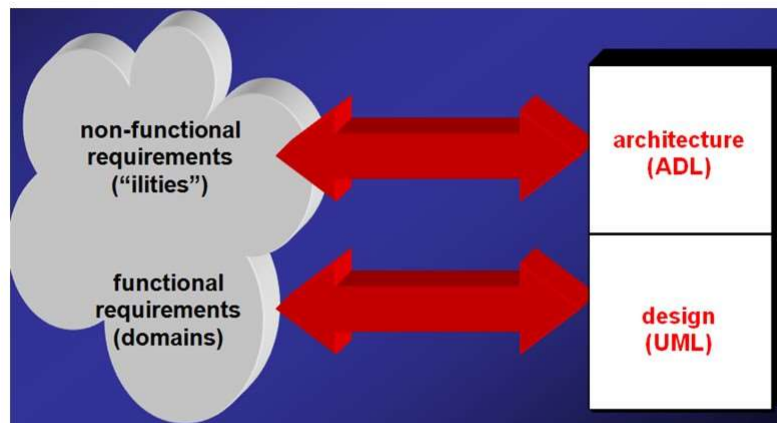 non-functional
requirements
(“ilities”)
functional
requirements
(domains)
architecture
(ADL)
design
(UML)